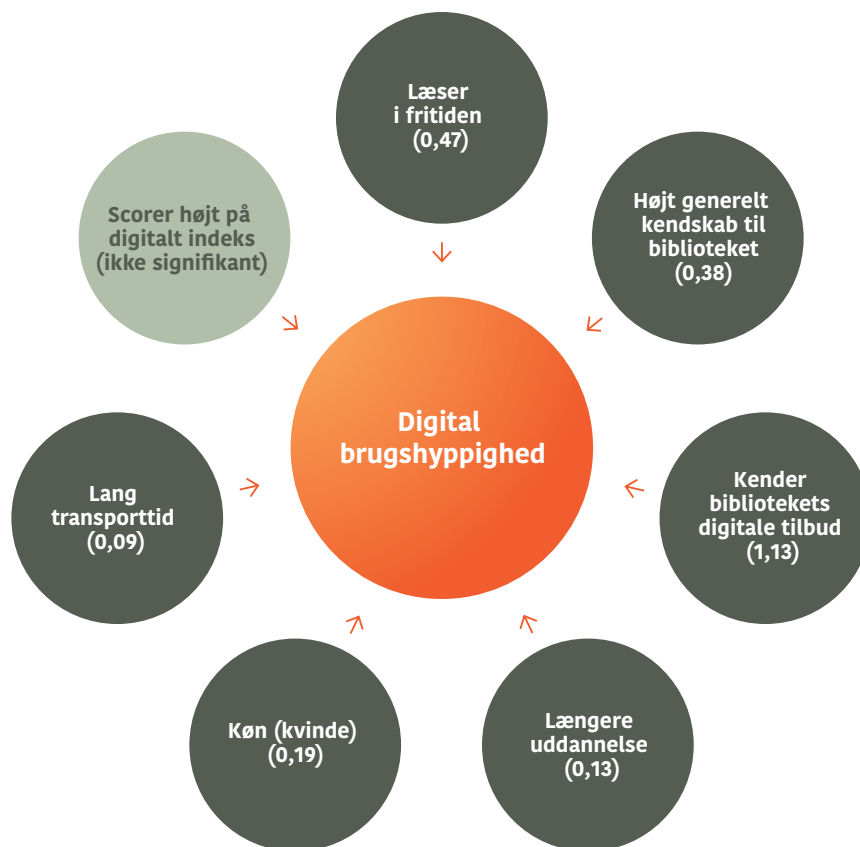 Læser
i fritiden
(0,47)
Højt generelt
kendskab til
biblioteket
(0,38)
Kender
bibliotekets
digitale tilbud
(1,13)
Længere
uddannelse
(0,13)
Køn (kvinde)
(0,19)
Lang
transporttid
(0,09)
Scorer højt på
digitalt indeks
(ikke signifikant)
Digital
brugshyppighed